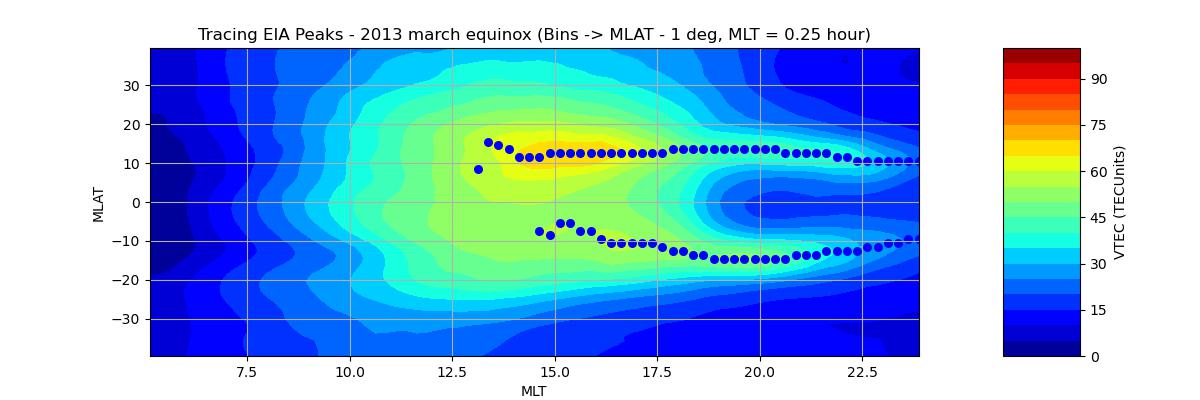 Tracing EIA Peaks - 2013 march equinox (Bins -> MLAT - 1 deg, MLT = 0.25 hour)
30
20
10
0
−10
−20
−30
MLAT
7.5 10.0 12.5 15.0 17.5 20.0 22.5
MLT
90
75
60
45
30
15
0
VTEC (TECUnits)